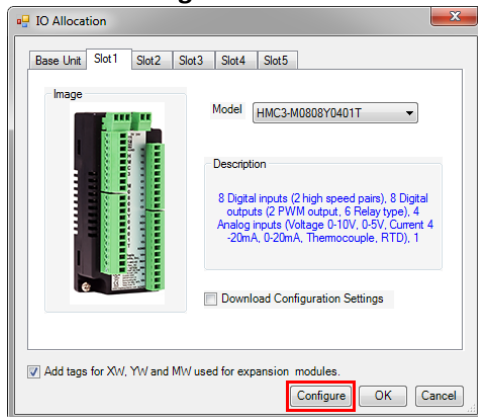 IO Allocation
Base Unit Slot1 Slot2 Slot3 Slot4 Slot5
Image
Model HMC3-M0808Y0401T
Description
8 Digital inputs (2 high speed pairs), 8 Digital
outputs (2 PWM output, 6 Relay type), 4
Analog inputs (Voltage 0-10V, 0-5V, Current 4
-20mA, 0-20mA, Thermocouple, RTD), 1
Download Configuration Settings
Add tags for XW, YW and MW used for expansion modules.
Configure OK Cancel